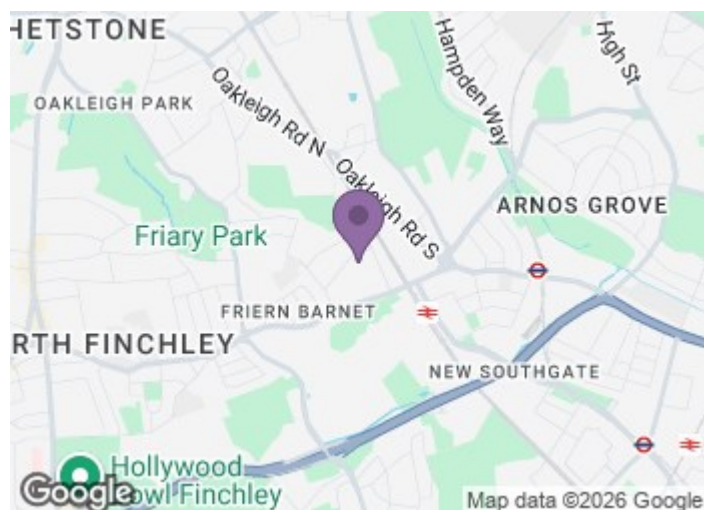 HETSTONE
OAKLEIGH PARK
Oakleigh Rd N
Hampden Way
High St
Oakleigh Rd S
ARNOS GROVE
Friary Park
FRIERN BARNET
RTH FINCHLEY
NEW SOUTHGATE
Hollywood
owl Finchley
Google
Map data ©2026 Google